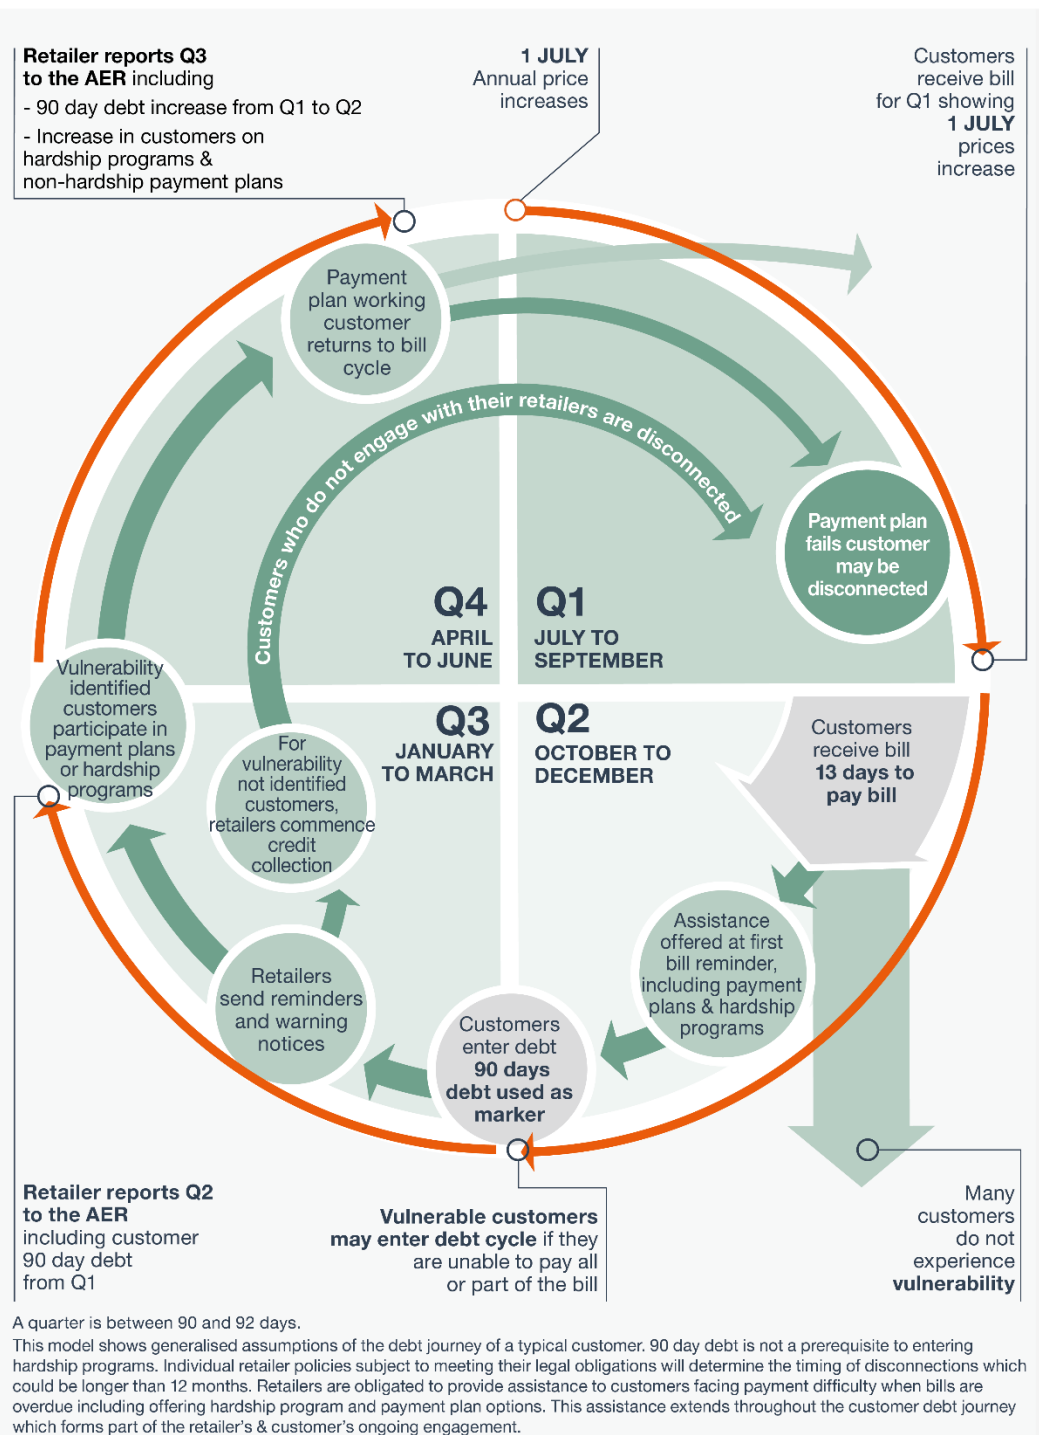 Retailer reports Q3
to the AER including
- 90 day debt increase from Q1 to Q2
- Increase in customers on
hardship programs &
non-hardship payment plans
1 JULY
Annual price
increases
Customers
receive bill
for Q1 showing
1 JULY
prices
increase
Payment
plan working
customer
returns to bill
cycle
Customers who do not engage with their retailers are disconnected
Payment plan
fails customer
may be
disconnected
Q4
APRIL
TO JUNE
Q1
JULY TO
SEPTEMBER
Vulnerability
identified
customers
participate in
payment plans
or hardship
programs
Q3
JANUARY
TO MARCH
Q2
OCTOBER TO
DECEMBER
Customers
receive bill
13 days to
pay bill
For
vulnerability
not identified
customers,
retailers commence
credit
collection
Assistance
offered at first
bill reminder,
including payment
plans & hardship
programs
Retailers
send reminders
and warning
notices
Customers
enter debt
90 days
debt used as
marker
Retailer reports Q2
to the AER
including customer
90 day debt
from Q1
Vulnerable customers
may enter debt cycle if they
are unable to pay all
or part of the bill
Many
customers
do not
experience
vulnerability
A quarter is between 90 and 92 days.
This model shows generalised assumptions of the debt journey of a typical customer. 90 day debt is not a prerequisite to entering
hardship programs. Individual retailer policies subject to meeting their legal obligations will determine the timing of disconnections which
could be longer than 12 months. Retailers are obligated to provide assistance to customers facing payment difficulty when bills are
overdue including offering hardship program and payment plan options. This assistance extends throughout the customer debt journey
which forms part of the retailer's & customer's ongoing engagement.